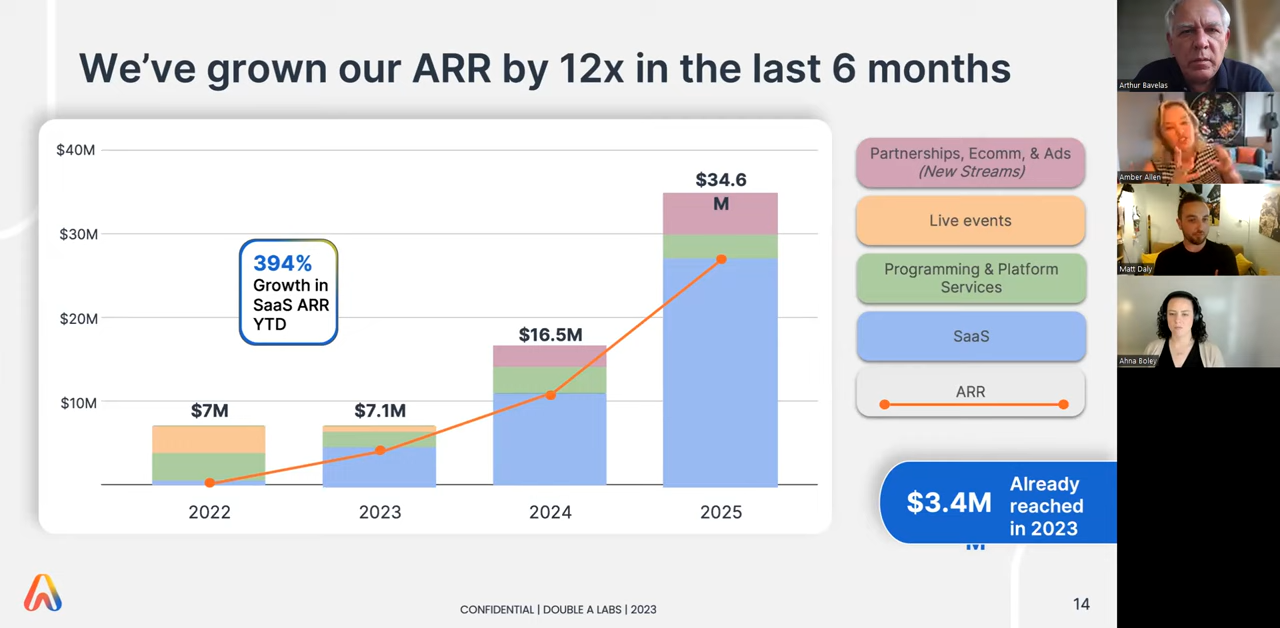 We've grown our ARR by 12x in the last 6 months
$40M
$30M
$20M
$10M
394%
Growth in
SaaS ARR
YTD
$7M
$7.1M
$16.5M
$34.6
M
2022
2023
2024
2025
Partnerships, Ecomm, & Ads
(New Streams)
Live events
Programming & Platform
Services
SaaS
ARR
$3.4M
Already
reached
in 2023
M
CONFIDENTIAL | DOUBLE A LABS | 2023
14
Arthur Bavelas
Amber Allen
Matt Daly
Ahna Boley